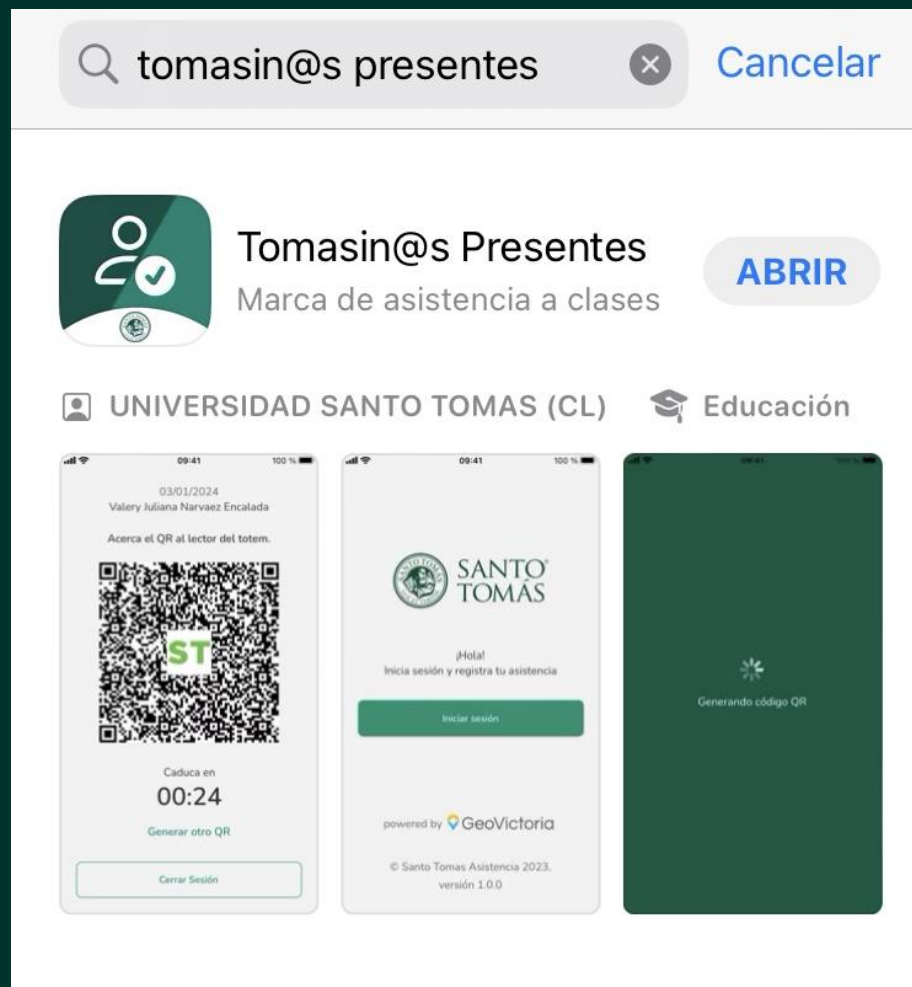 tomasin@s presentes
Cancelar
Tomasin@s Presentes
Marca de asistencia a clases
ABRIR
UNIVERSIDAD SANTO TOMAS (CL)
Educación
09:41
100 %
03/01/2024
Valery Juliana Narvaez Encalada
Acerca el QR al lector del totem.
ST
Caduca en
00:24
Generar otro QR
Cerrar Sesión
09:41
100 %
SANTO
TOMÁS
¡Hola!
Inicia sesión y registra tu asistencia
Iniciar sesión
powered by GeoVictoria
© Santo Tomas Asistencia 2023,
versión 1.0.0
Generando código QR